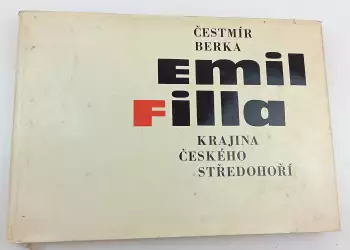 ČESTMÍR
BERKA
Emil
Filla
KRAJINA
ČESKÉHO
STŘEDOHOŘÍ